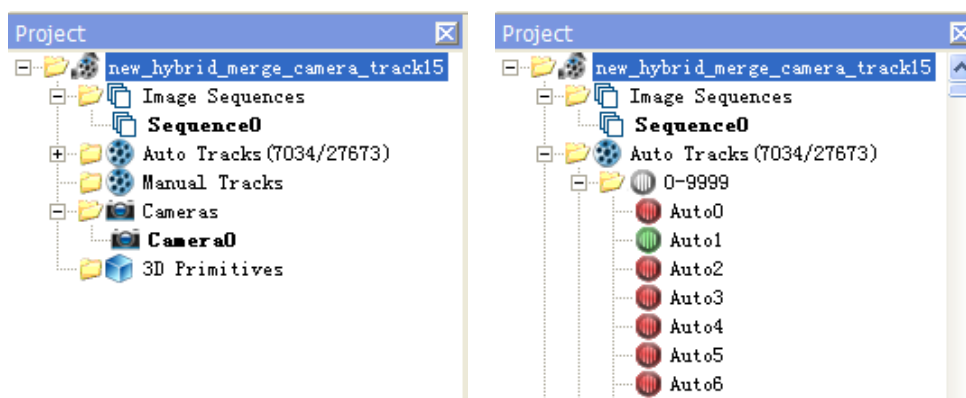 Project
new_hybrid_merge_camera_track15
Image Sequences
Sequence0
Auto Tracks(7034/27673)
Manual Tracks
Cameras
Camera0
3D Primitives
Project
new_hybrid_merge_camera_track15
Image Sequences
Sequence0
Auto Tracks(7034/27673)
0-9999
Auto0
Auto1
Auto2
Auto3
Auto4
Auto5
Auto6